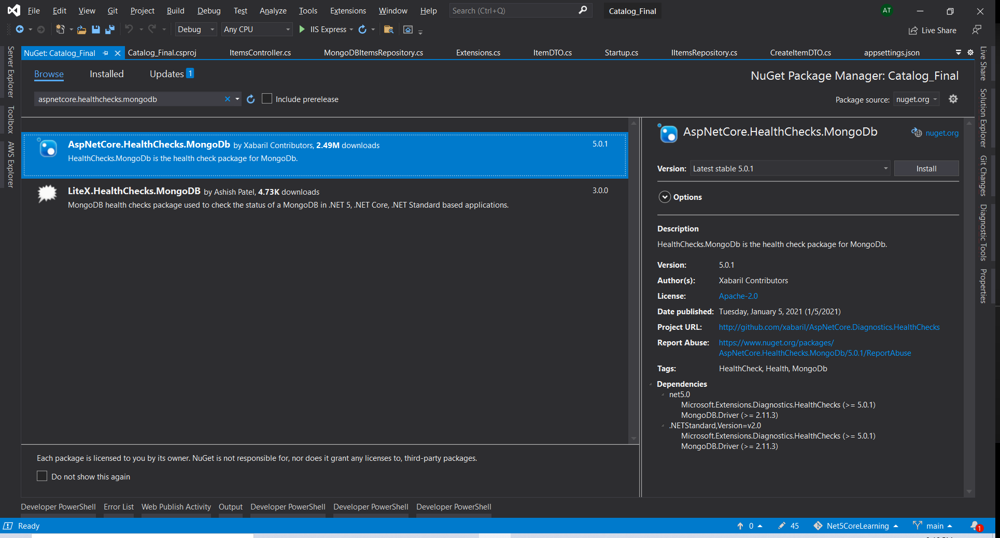 File Edit View Git Project Build Debug Test Analyze Tools Extensions Window Help Search (Ctrl+Q) Catalog_Final AT
Debug Any CPU IIS Express Live Share
NuGet: Catalog_Final Catalog_Final.csproj ItemsController.cs MongoDBItemsRepository.cs Extensions.cs ItemDTO.cs Startup.cs IItemsRepository.cs CreateItemDTO.cs appsettings.json
Server Explorer
Toolbox
AWS Explorer
Browse Installed Updates 1
NuGet Package Manager: Catalog_Final
aspnetcore.healthchecks.mongodb Include prerelease
Package source: nuget.org
AspNetCore.HealthChecks.MongoDb by Xabaril Contributors, 2.49M downloads 5.0.1
HealthChecks.MongoDb is the health check package for MongoDb.
LiteX.HealthChecks.MongoDB by Ashish Patel, 4.73K downloads 3.0.0
MongoDB health checks package used to check the status of a MongoDB in .NET 5, .NET Core, .NET Standard based applications.
Each package is licensed to you by its owner. NuGet is not responsible for, nor does it grant any licenses to, third-party packages.
Do not show this again
AspNetCore.HealthChecks.MongoDb nuget.org
Version: Latest stable 5.0.1 Install
Options
Description
HealthChecks.MongoDb is the health check package for MongoDb.
Version: 5.0.1
Author(s): Xabaril Contributors
License: Apache-2.0
Date published: Tuesday, January 5, 2021 (1/5/2021)
Project URL: http://github.com/xabaril/AspNetCore.Diagnostics.HealthChecks
Report Abuse: https://www.nuget.org/packages/
AspNetCore.HealthChecks.MongoDb/5.0.1/ReportAbuse
Tags: HealthCheck, Health, MongoDb
Dependencies
net5.0
Microsoft.Extensions.Diagnostics.HealthChecks (>= 5.0.1)
MongoDB.Driver (>= 2.11.3)
.NETStandard,Version=v2.0
Microsoft.Extensions.Diagnostics.HealthChecks (>= 5.0.1)
MongoDB.Driver (>= 2.11.3)
Live Share
Solution Explorer
Git Changes
Diagnostic Tools
Properties
Developer PowerShell Error List Web Publish Activity Output Developer PowerShell Developer PowerShell Developer PowerShell
Ready 0 45 Net5CoreLearning main 1